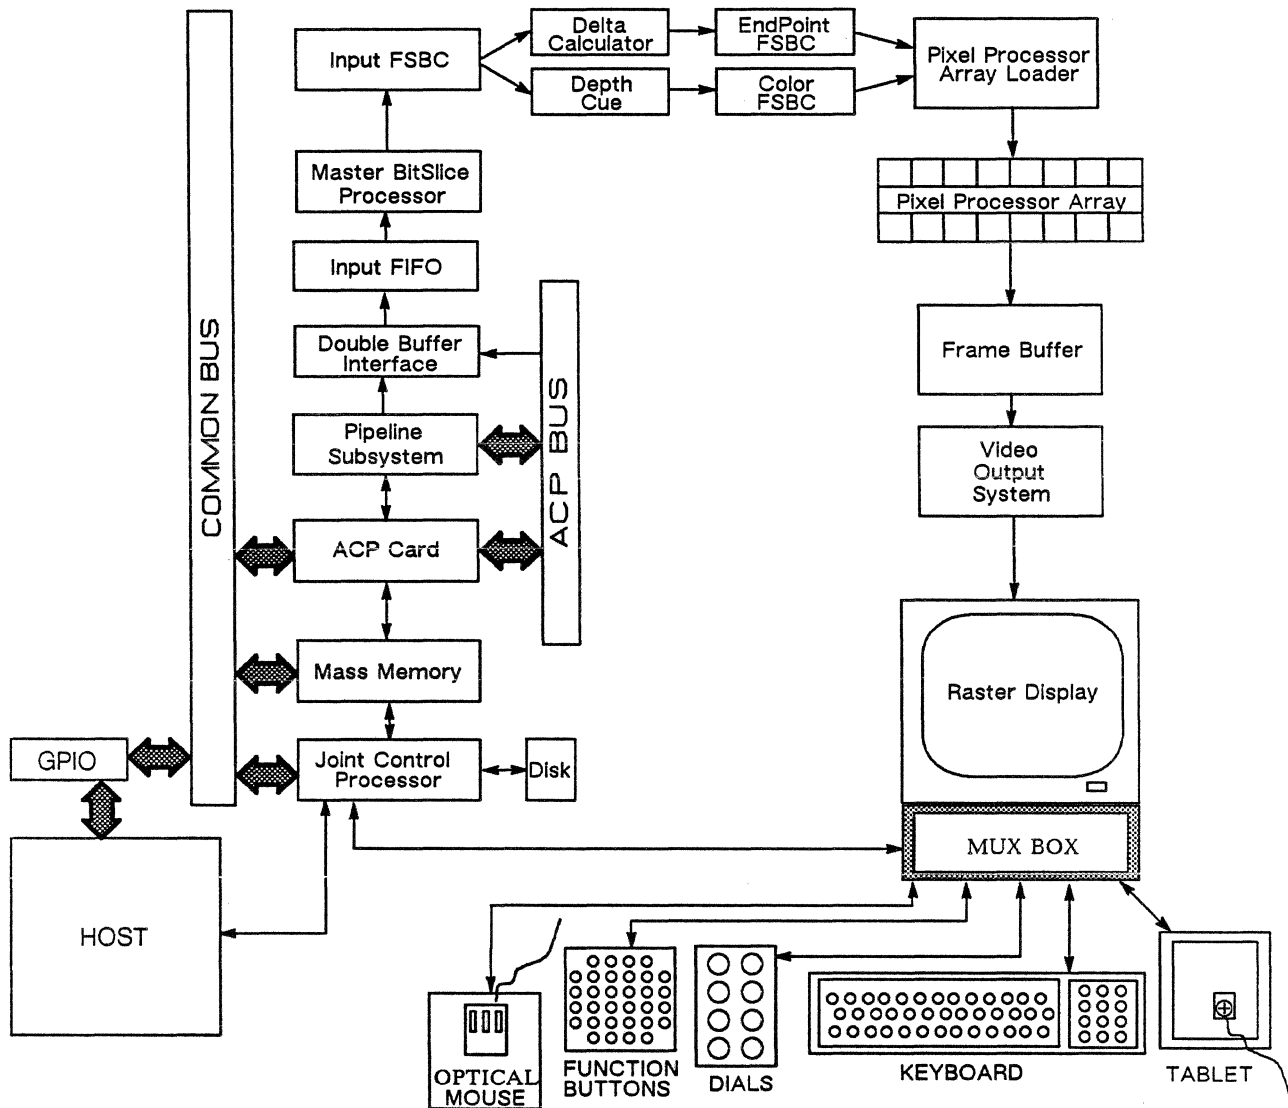 Input FSBC
Delta
Calculator
EndPoint
FSBC
Pixel Processor
Array Loader
Depth
Cue
Color
FSBC
Master BitSlice
Processor
Pixel Processor Array
Input FIFO
Double Buffer
Interface
Frame Buffer
COMMON BUS
ACP BUS
Pipeline
Subsystem
Video
Output
System
ACP Card
Mass Memory
Raster Display
GPIO
Joint Control
Processor
Disk
MUX BOX
HOST
OPTICAL
MOUSE
FUNCTION
BUTTONS
DIALS
KEYBOARD
TABLET